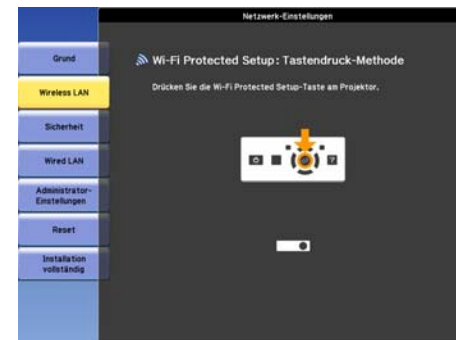 Netzwerk-Einstellungen
Grund
Wireless LAN
Sicherheit
Wired LAN
Administrator-
Einstellungen
Reset
Installation
vollständig
Wi-Fi Protected Setup: Tastendruck-Methode
Drücken Sie die Wi-Fi Protected Setup-Taste am Projektor.
?